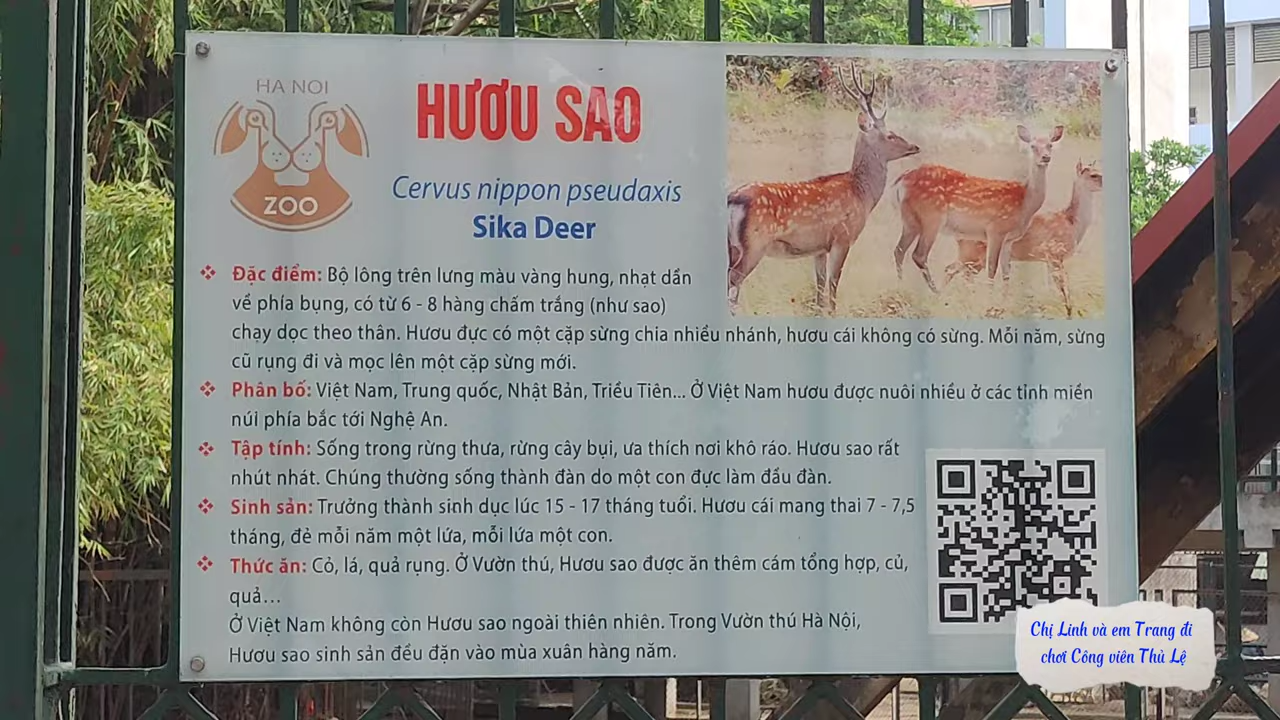 HA NOI
ZOO
HƯƠU SAO
Cervus nippon pseudaxis
Sika Deer
❖ Đặc điểm: Bộ lông trên lưng màu vàng hung, nhạt dần
về phía bụng, có từ 6 - 8 hàng chấm trắng (như sao)
chạy dọc theo thân. Hươu đực có một cặp sừng chia nhiều nhánh, hươu cái không có sừng. Mỗi năm, sừng
cũ rụng đi và mọc lên một cặp sừng mới.
❖ Phân bố: Việt Nam, Trung quốc, Nhật Bản, Triều Tiên... Ở Việt Nam hươu được nuôi nhiều ở các tỉnh miền
núi phía bắc tới Nghệ An.
❖ Tập tính: Sống trong rừng thưa, rừng cây bụi, ưa thích nơi khô ráo. Hươu sao rất
nhút nhát. Chúng thường sống thành đàn do một con đực làm đầu đàn.
❖ Sinh sản: Trưởng thành sinh dục lúc 15 - 17 tháng tuổi. Hươu cái mang thai 7 - 7,5
tháng, đẻ mỗi năm một lứa, mỗi lứa một con.
❖ Thức ăn: Cỏ, lá, quả rụng. Ở Vườn thú, Hươu sao được ăn thêm cám tổng hợp, củ,
quả...
Ở Việt Nam không còn Hươu sao ngoài thiên nhiên. Trong Vườn thú Hà Nội,
Hươu sao sinh sản đều đặn vào mùa xuân hàng năm.
Chị Linh và em Trang đi
chơi Công viên Thủ Lệ